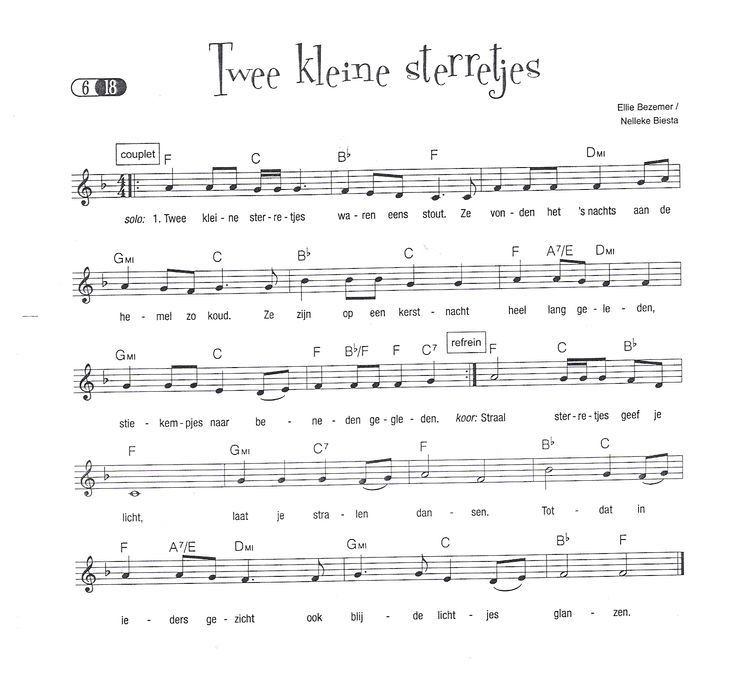 Twee kleine sterretjes
6 18
Ellie Bezemer /
Nelleke Biesta
couplet F C B♭ F DMI
solo: 1. Twee klei - ne ster - re - tjes wa - ren eens stout. Ze von - den het 's nachts aan de
GMI C B♭ C F A7/E DMI
he - mel zo koud. Ze zijn op een kerst - nacht heel lang ge - le - den,
GMI C F B♭/F F C7 refrein F C B♭
stie - kem - pjes naar be - ne - den ge - gle - den. koor: Straal ster - re - tjes geef je
F GMI C7 F B♭ C
licht, laat je stra - len dan - sen. Tot - dat in
F A7/E DMI GMI C B♭ F
ie - ders ge - zicht ook blij - de licht - jes glan - zen.